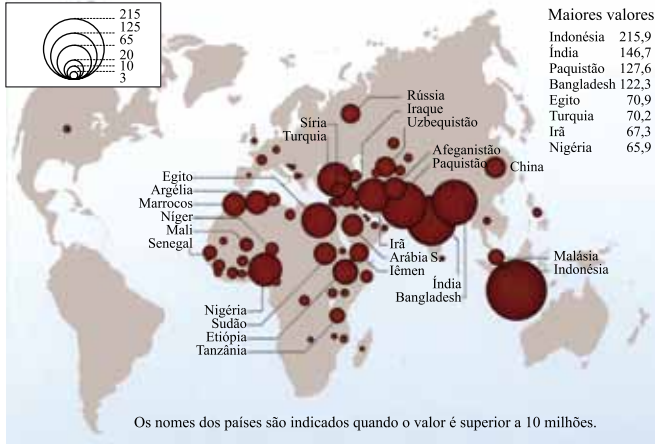 215
125
65
20
10
3
Maiores valores
Indonésia 215,9
Índia 146,7
Paquistão 127,6
Bangladesh 122,3
Egito 70,9
Turquia 70,2
Irã 67,3
Nigéria 65,9
Rússia
Iraque
Uzbequistão
Síria
Turquia
Afeganistão
Paquistão
China
Egito
Argélia
Marrocos
Níger
Mali
Senegal
Irã
Arábia S.
Iêmen
Índia
Bangladesh
Malásia
Indonésia
Nigéria
Sudão
Etiópia
Tanzânia
Os nomes dos países são indicados quando o valor é superior a 10 milhões.